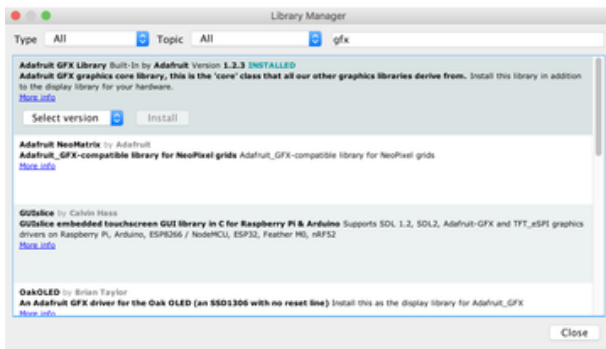 Library Manager
Type All Topic All gfx
Adafruit GFX Library Built-In by Adafruit Version 1.2.3 INSTALLED
Adafruit GFX graphics core library, this is the 'core' class that all our other graphics libraries derive from. Install this library in addition
to the display library for your hardware.
More info
Select version Install
Adafruit NeoMatrix by Adafruit
Adafruit_GFX-compatible library for NeoPixel grids Adafruit_GFX-compatible library for NeoPixel grids
More info
GUIslice by Calvin Hass
GUIslice embedded touchscreen GUI library in C for Raspberry Pi & Arduino Supports SDL 1.2, SDL2, Adafruit-GFX and TFT_eSPI graphics
drivers on Raspberry Pi, Arduino, ESP8266 / NodeMCU, ESP32, Feather M0, nRF52
More info
OakOLED by Brian Taylor
An Adafruit GFX driver for the Oak OLED (an SSD1306 with no reset line) Install this as the display library for Adafruit_GFX
More info
Close